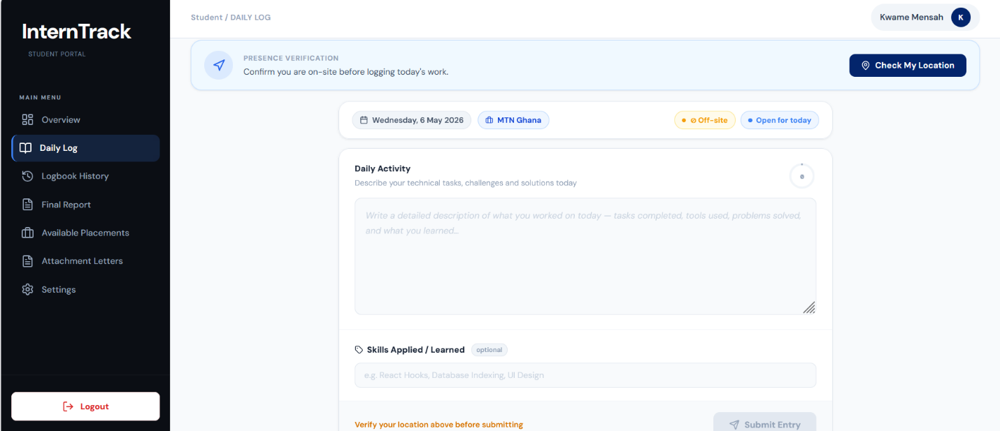 InternTrack
STUDENT PORTAL
MAIN MENU
Overview
Daily Log
Logbook History
Final Report
Available Placements
Attachment Letters
Settings
Logout
Student / DAILY LOG
Kwame Mensah
K
PRESENCE VERIFICATION
Confirm you are on-site before logging today's work.
Check My Location
Wednesday, 6 May 2026
MTN Ghana
Off-site
Open for today
Daily Activity
Describe your technical tasks, challenges and solutions today
0
Write a detailed description of what you worked on today — tasks completed, tools used, problems solved,
and what you learned...
Skills Applied / Learned
optional
e.g. React Hooks, Database Indexing, UI Design
Verify your location above before submitting
Submit Entry